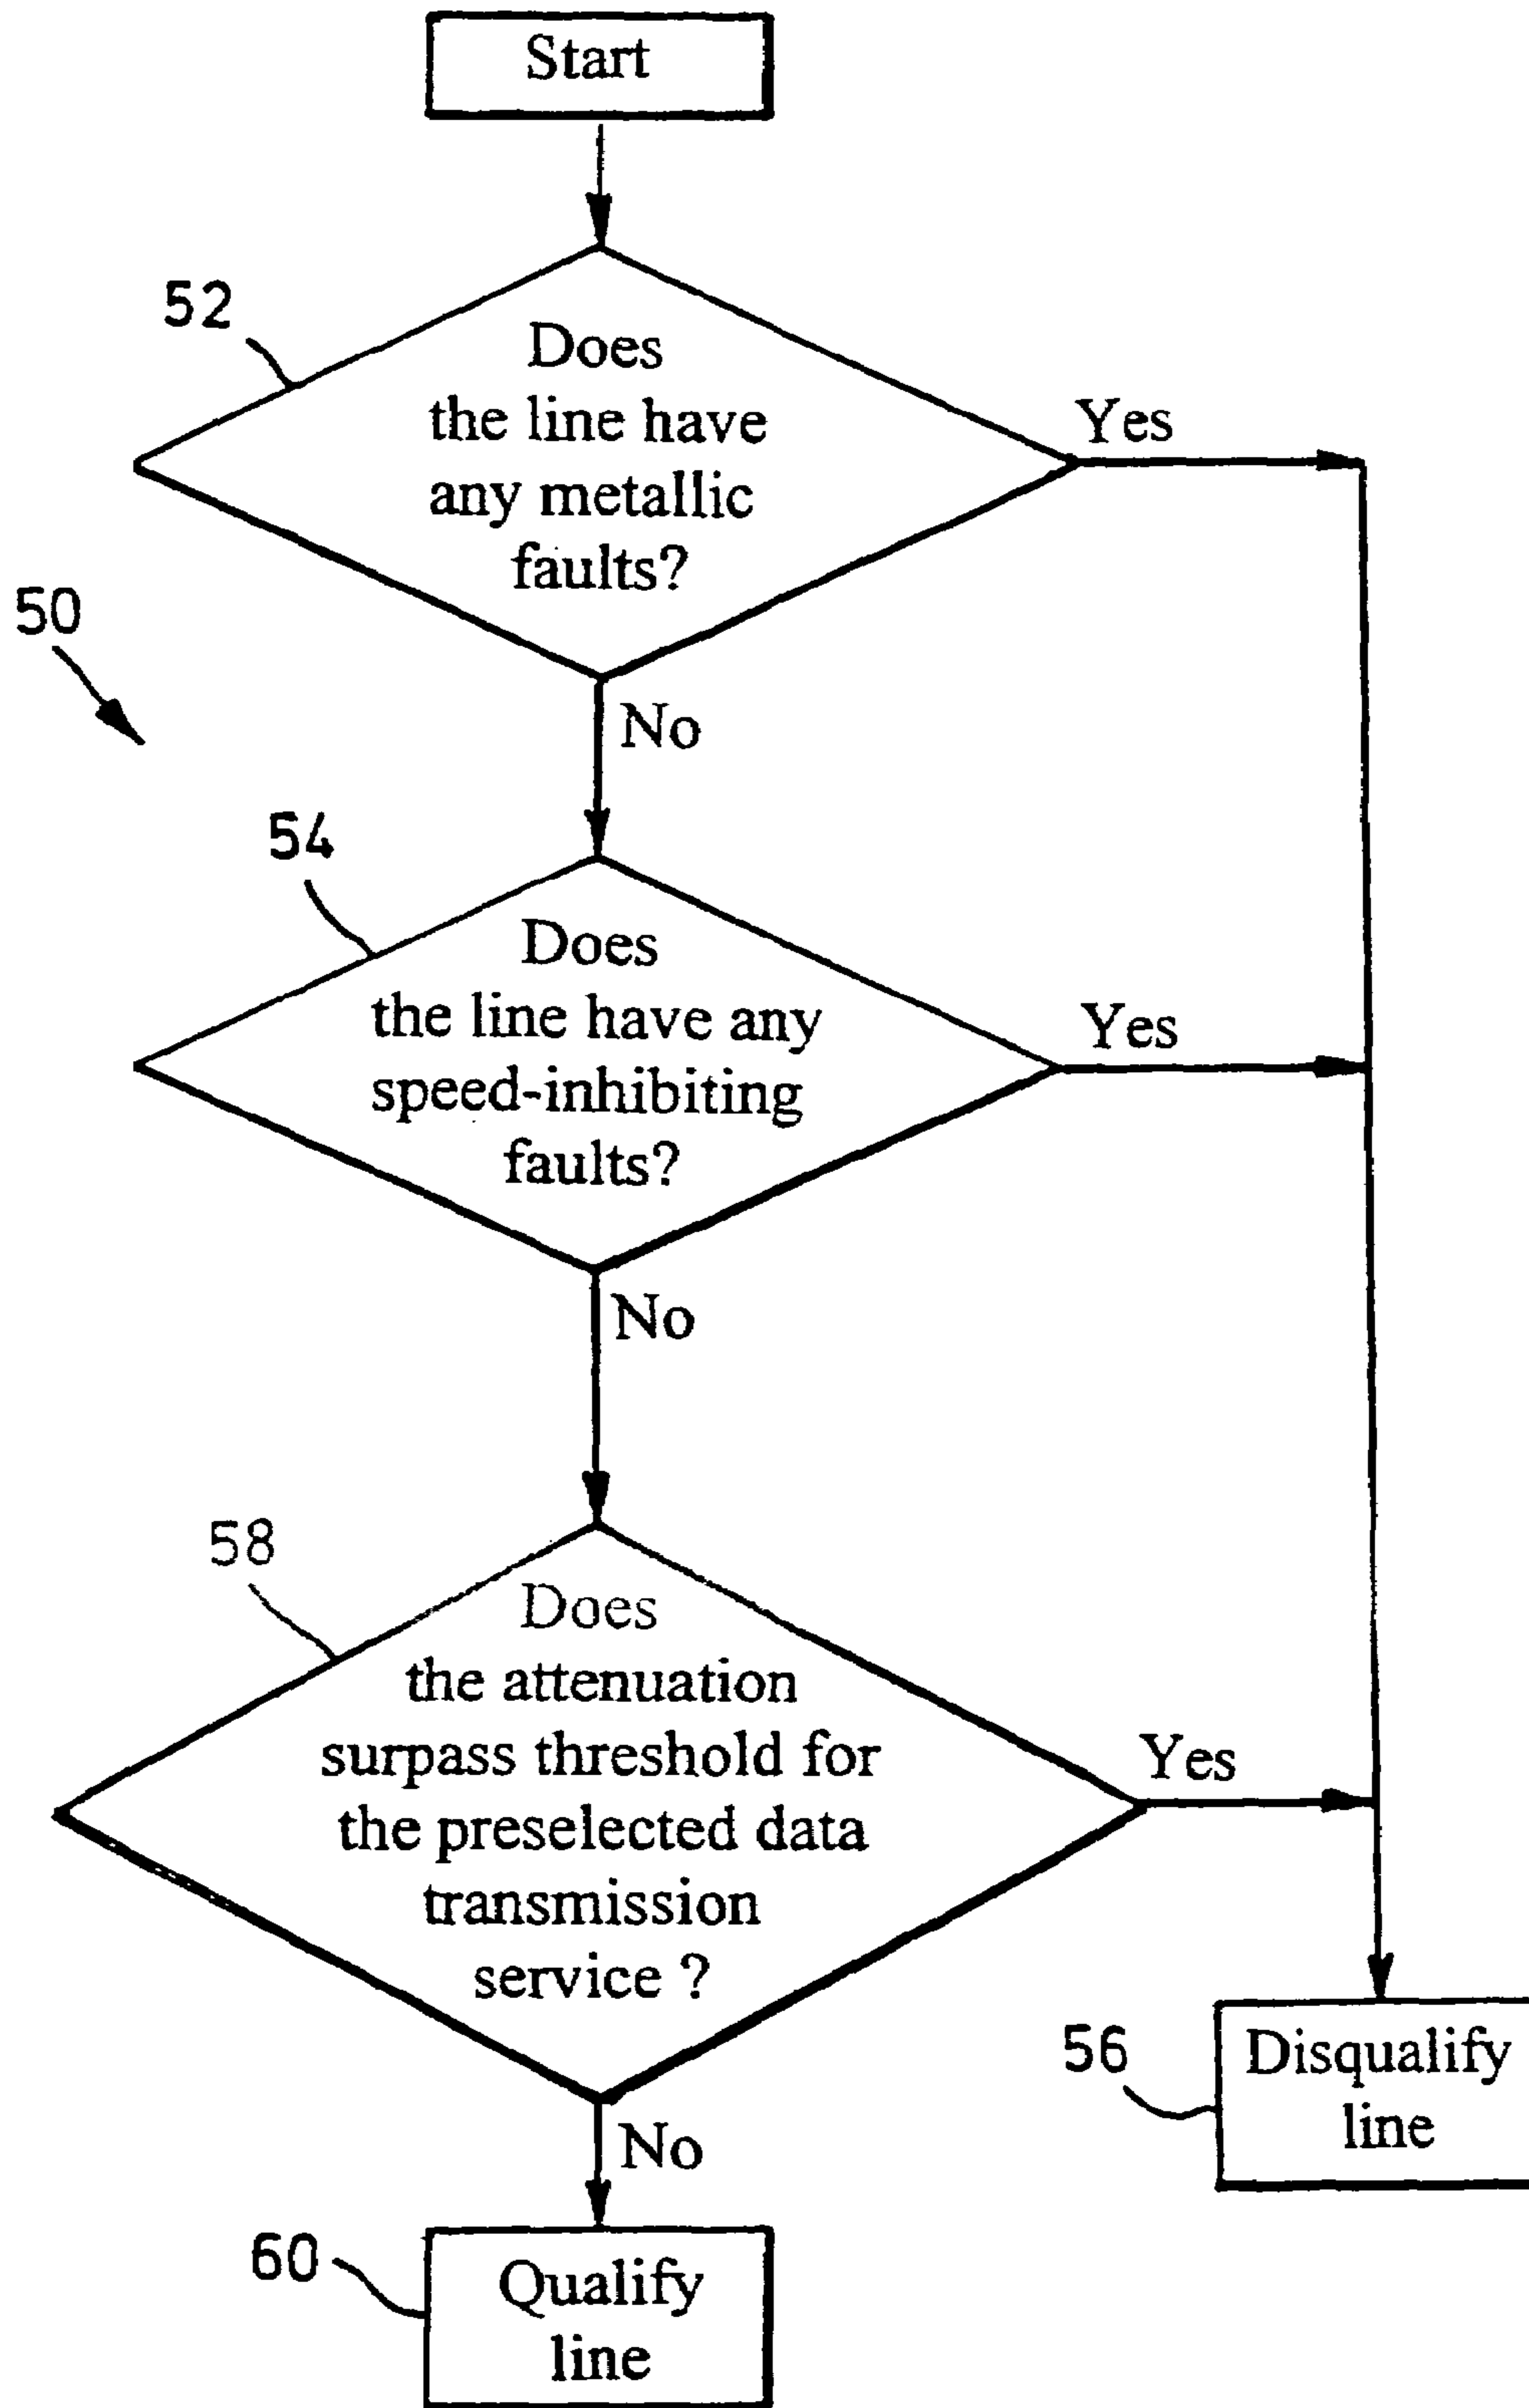 Start
52
Does
the line have
any metallic
faults?
Yes
50
No
54
Does
the line have any
speed-inhibiting
faults?
Yes
No
58
Does
the attenuation
surpass threshold for
the preselected data
transmission
service ?
Yes
56
Disqualify
line
No
60
Qualify
line